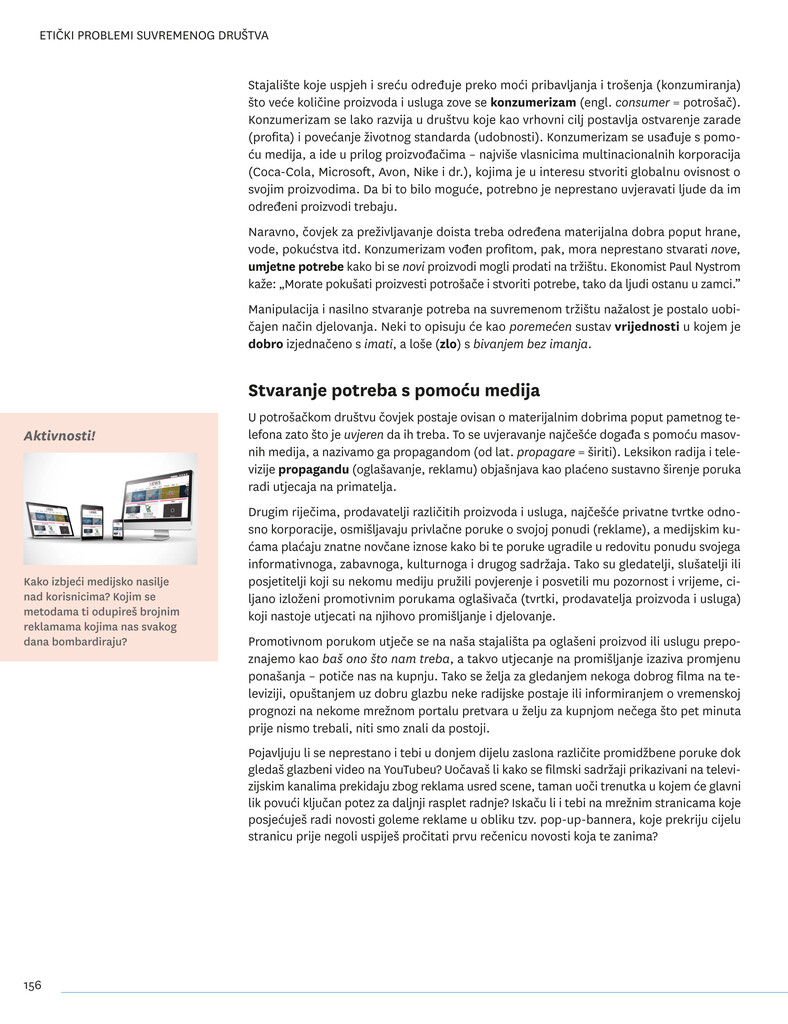 ETIČKI PROBLEMI SUVREMENOG DRUŠTVA
Stajalište koje uspjeh i sreću određuje preko moći pribavljanja i trošenja (konzumiranja)
što veće količine proizvoda i usluga zove se konzumerizam (engl. consumer = potrošač).
Konzumerizam se lako razvija u društvu koje kao vrhovni cilj postavlja ostvarenje zarade
(profita) i povećanje životnog standarda (udobnosti). Konzumerizam se usađuje s pomo-
ću medija, a ide u prilog proizvođačima – najviše vlasnicima multinacionalnih korporacija
(Coca-Cola, Microsoft, Avon, Nike i dr.), kojima je u interesu stvoriti globalnu ovisnost o
svojim proizvodima. Da bi to bilo moguće, potrebno je neprestano uvjeravati ljude da im
određeni proizvodi trebaju.
Naravno, čovjek za preživljavanje doista treba određena materijalna dobra poput hrane,
vode, pokućstva itd. Konzumerizam vođen profitom, pak, mora neprestano stvarati nove,
umjetne potrebe kako bi se novi proizvodi mogli prodati na tržištu. Ekonomist Paul Nystrom
kaže: „Morate pokušati proizvesti potrošače i stvoriti potrebe, tako da ljudi ostanu u zamci.”
Manipulacija i nasilno stvaranje potreba na suvremenom tržištu nažalost je postalo uobi-
čajen način djelovanja. Neki to opisuju će kao poremećen sustav vrijednosti u kojem je
dobro izjednačeno s imati, a loše (zlo) s bivanjem bez imanja.
Stvaranje potreba s pomoću medija
U potrošačkom društvu čovjek postaje ovisan o materijalnim dobrima poput pametnog te-
lefona zato što je uvjeren da ih treba. To se uvjeravanje najčešće događa s pomoću masov-
nih medija, a nazivamo ga propagandom (od lat. propagare = širiti). Leksikon radija i tele-
vizije propagandu (oglašavanje, reklamu) objašnjava kao plaćeno sustavno širenje poruka
radi utjecaja na primatelja.
Drugim riječima, prodavatelji različitih proizvoda i usluga, najčešće privatne tvrtke odno-
sno korporacije, osmišljavaju privlačne poruke o svojoj ponudi (reklame), a medijskim ku-
ćama plaćaju znatne novčane iznose kako bi te poruke ugradile u redovitu ponudu svojega
informativnoga, zabavnoga, kulturnoga i drugog sadržaja. Tako su gledatelji, slušatelji ili
posjetitelji koji su nekomu mediju pružili povjerenje i posvetili mu pozornost i vrijeme, ci-
ljano izloženi promotivnim porukama oglašivača (tvrtki, prodavatelja proizvoda i usluga)
koji nastoje utjecati na njihovo promišljanje i djelovanje.
Promotivnom porukom utječe se na naša stajališta pa oglašeni proizvod ili uslugu prepo-
znajemo kao baš ono što nam treba, a takvo utjecanje na promišljanje izaziva promjenu
ponašanja – potiče nas na kupnju. Tako se želja za gledanjem nekoga dobrog filma na te-
leviziji, opuštanjem uz dobru glazbu neke radijske postaje ili informiranjem o vremenskoj
prognozi na nekome mrežnom portalu pretvara u želju za kupnjom nečega što pet minuta
prije nismo trebali, niti smo znali da postoji.
Pojavljuju li se neprestano i tebi u donjem dijelu zaslona različite promidžbene poruke dok
gledaš glazbeni video na YouTubeu? Uočavaš li kako se filmski sadržaji prikazivani na televi-
zijskim kanalima prekidaju zbog reklama usred scene, taman uoči trenutka u kojem će glavni
lik povući ključan potez za daljnji rasplet radnje? Iskaču li i tebi na mrežnim stranicama koje
posjećuješ radi novosti goleme reklame u obliku tzv. pop-up-bannera, koje prekriju cijelu
stranicu prije negoli uspiješ pročitati prvu rečenicu novosti koja te zanima?
Aktivnosti!
NEWS
Kako izbjeći medijsko nasilje
nad korisnicima? Kojim se
metodama ti odupireš brojnim
reklamama kojima nas svakog
dana bombardiraju?
156